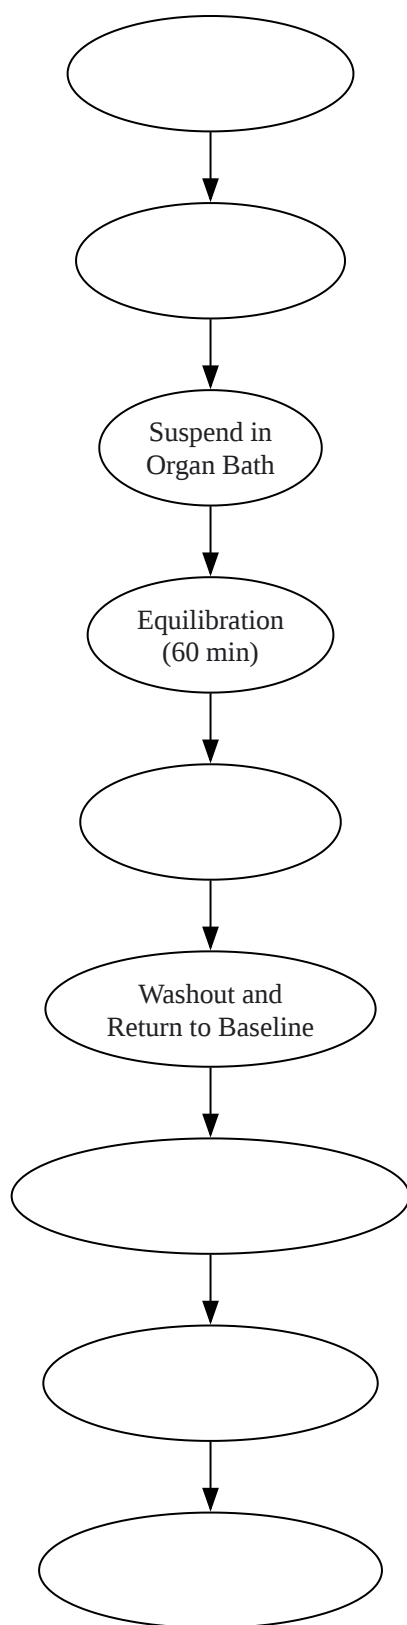 Suspend in
Organ Bath
Equilibration
(60 min)
Washout and
Return to Baseline